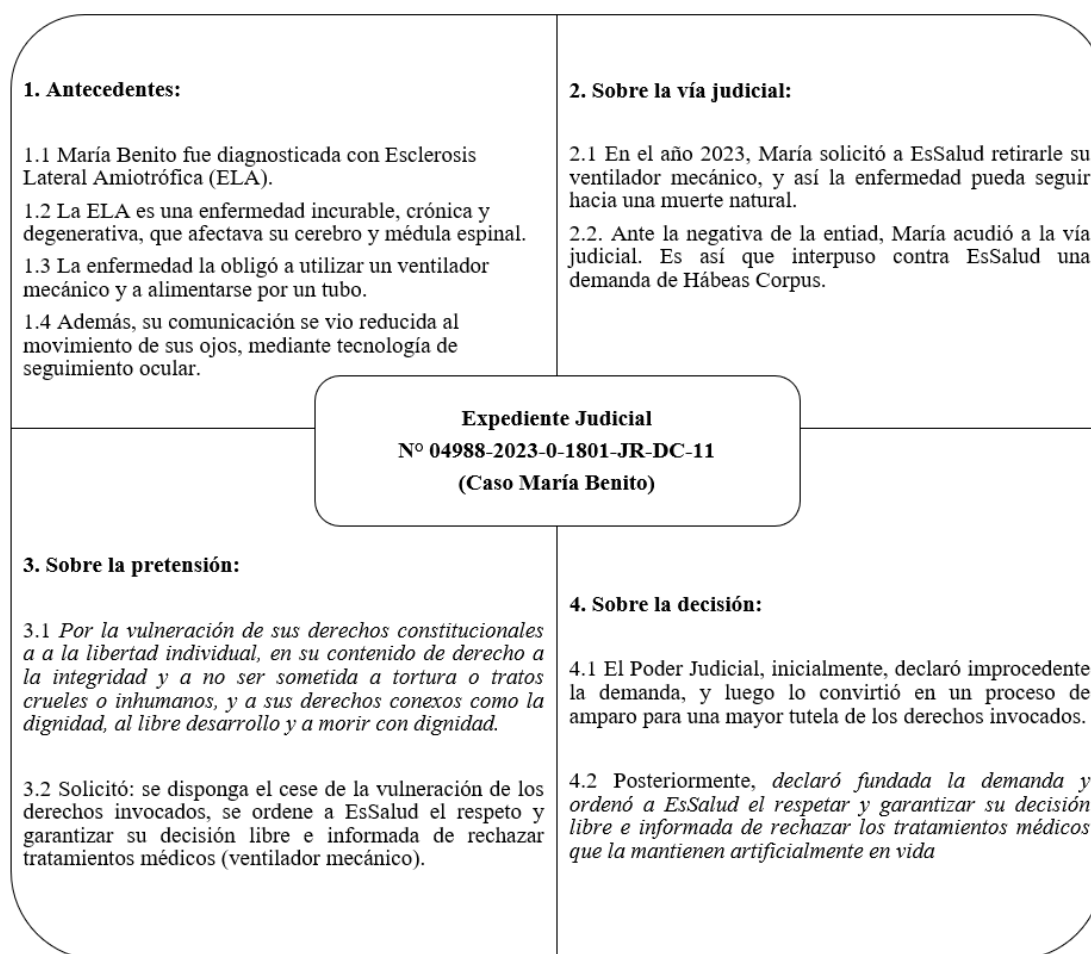 1. Antecedentes:
1.1 María Benito fue diagnosticada con Esclerosis
Lateral Amiotrófica (ELA).
1.2 La ELA es una enfermedad incurable, crónica y
degenerativa, que afectava su cerebro y médula espinal.
1.3 La enfermedad la obligó a utilizar un ventilador
mecánico y a alimentarse por un tubo.
1.4 Además, su comunicación se vio reducida al
movimiento de sus ojos, mediante tecnología de
seguimiento ocular.
2. Sobre la vía judicial:
2.1 En el año 2023, María solicitó a EsSalud retirarle su
ventilador mecánico, y así la enfermedad pueda seguir
hacia una muerte natural.
2.2. Ante la negativa de la entiad, María acudió a la vía
judicial. Es así que interpuso contra EsSalud una
demanda de Hábeas Corpus.
Expediente Judicial
N° 04988-2023-0-1801-JR-DC-11
(Caso María Benito)
3. Sobre la pretensión:
3.1 Por la vulneración de sus derechos constitucionales
a a la libertad individual, en su contenido de derecho a
la integridad y a no ser sometida a tortura o tratos
crueles o inhumanos, y a sus derechos conexos como la
dignidad, al libre desarrollo y a morir con dignidad.
3.2 Solicitó: se disponga el cese de la vulneración de los
derechos invocados, se ordene a EsSalud el respeto y
garantizar su decisión libre e informada de rechazar
tratamientos médicos (ventilador mecánico).
4. Sobre la decisión:
4.1 El Poder Judicial, inicialmente, declaró improcedente
la demanda, y luego lo convirtió en un proceso de
amparo para una mayor tutela de los derechos invocados.
4.2 Posteriormente, declaró fundada la demanda y
ordenó a EsSalud el respetar y garantizar su decisión
libre e informada de rechazar los tratamientos médicos
que la mantienen artificialmente en vida